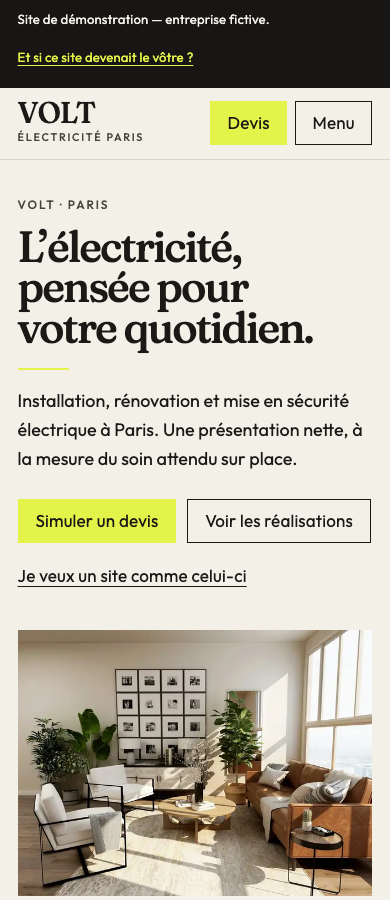 Site de démonstration — entreprise fictive.
Et si ce site devenait le vôtre ?
VOLT
ÉLECTRICITÉ PARIS
Devis
Menu
VOLT · PARIS
L’électricité,
pensée pour
votre quotidien.
Installation, rénovation et mise en sécurité
électrique à Paris. Une présentation nette, à
la mesure du soin attendu sur place.
Simuler un devis
Voir les réalisations
Je veux un site comme celui-ci